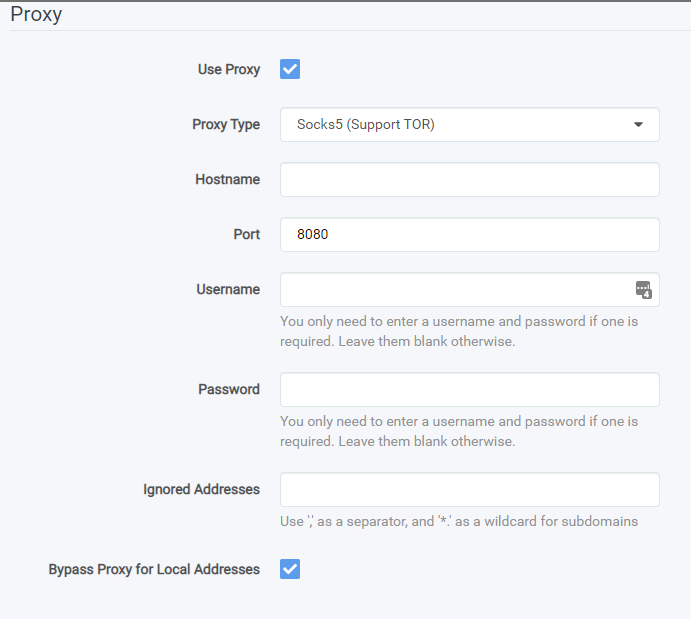 Proxy
Use Proxy
Proxy Type
Socks5 (Support TOR)
Hostname
Port
8080
Username
4
You only need to enter a username and password if one is
required. Leave them blank otherwise.
Password
You only need to enter a username and password if one is
required. Leave them blank otherwise.
Ignored Addresses
Use ',' as a separator, and '*.' as a wildcard for subdomains
Bypass Proxy for Local Addresses